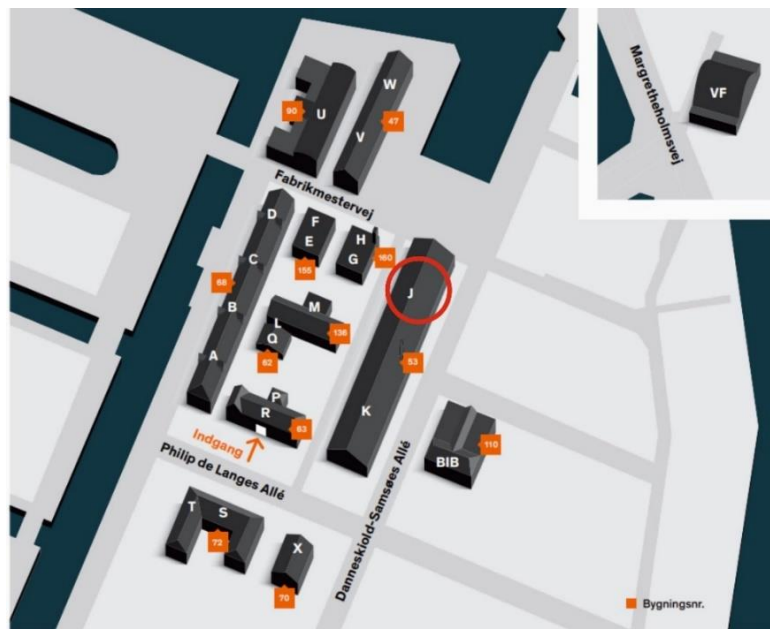 W
U
90
47
V
Margretheholmsvej
VF
Fabrikmestervej
D
F
E
H
G
155
160
C
68
J
M
B
L
Q
136
62
53
A
P
R
63
K
Indgang
Philip de Langes Allé
BIB
110
Danneskiold-Samsøes Allé
T
S
72
X
70
Bygningsnr.